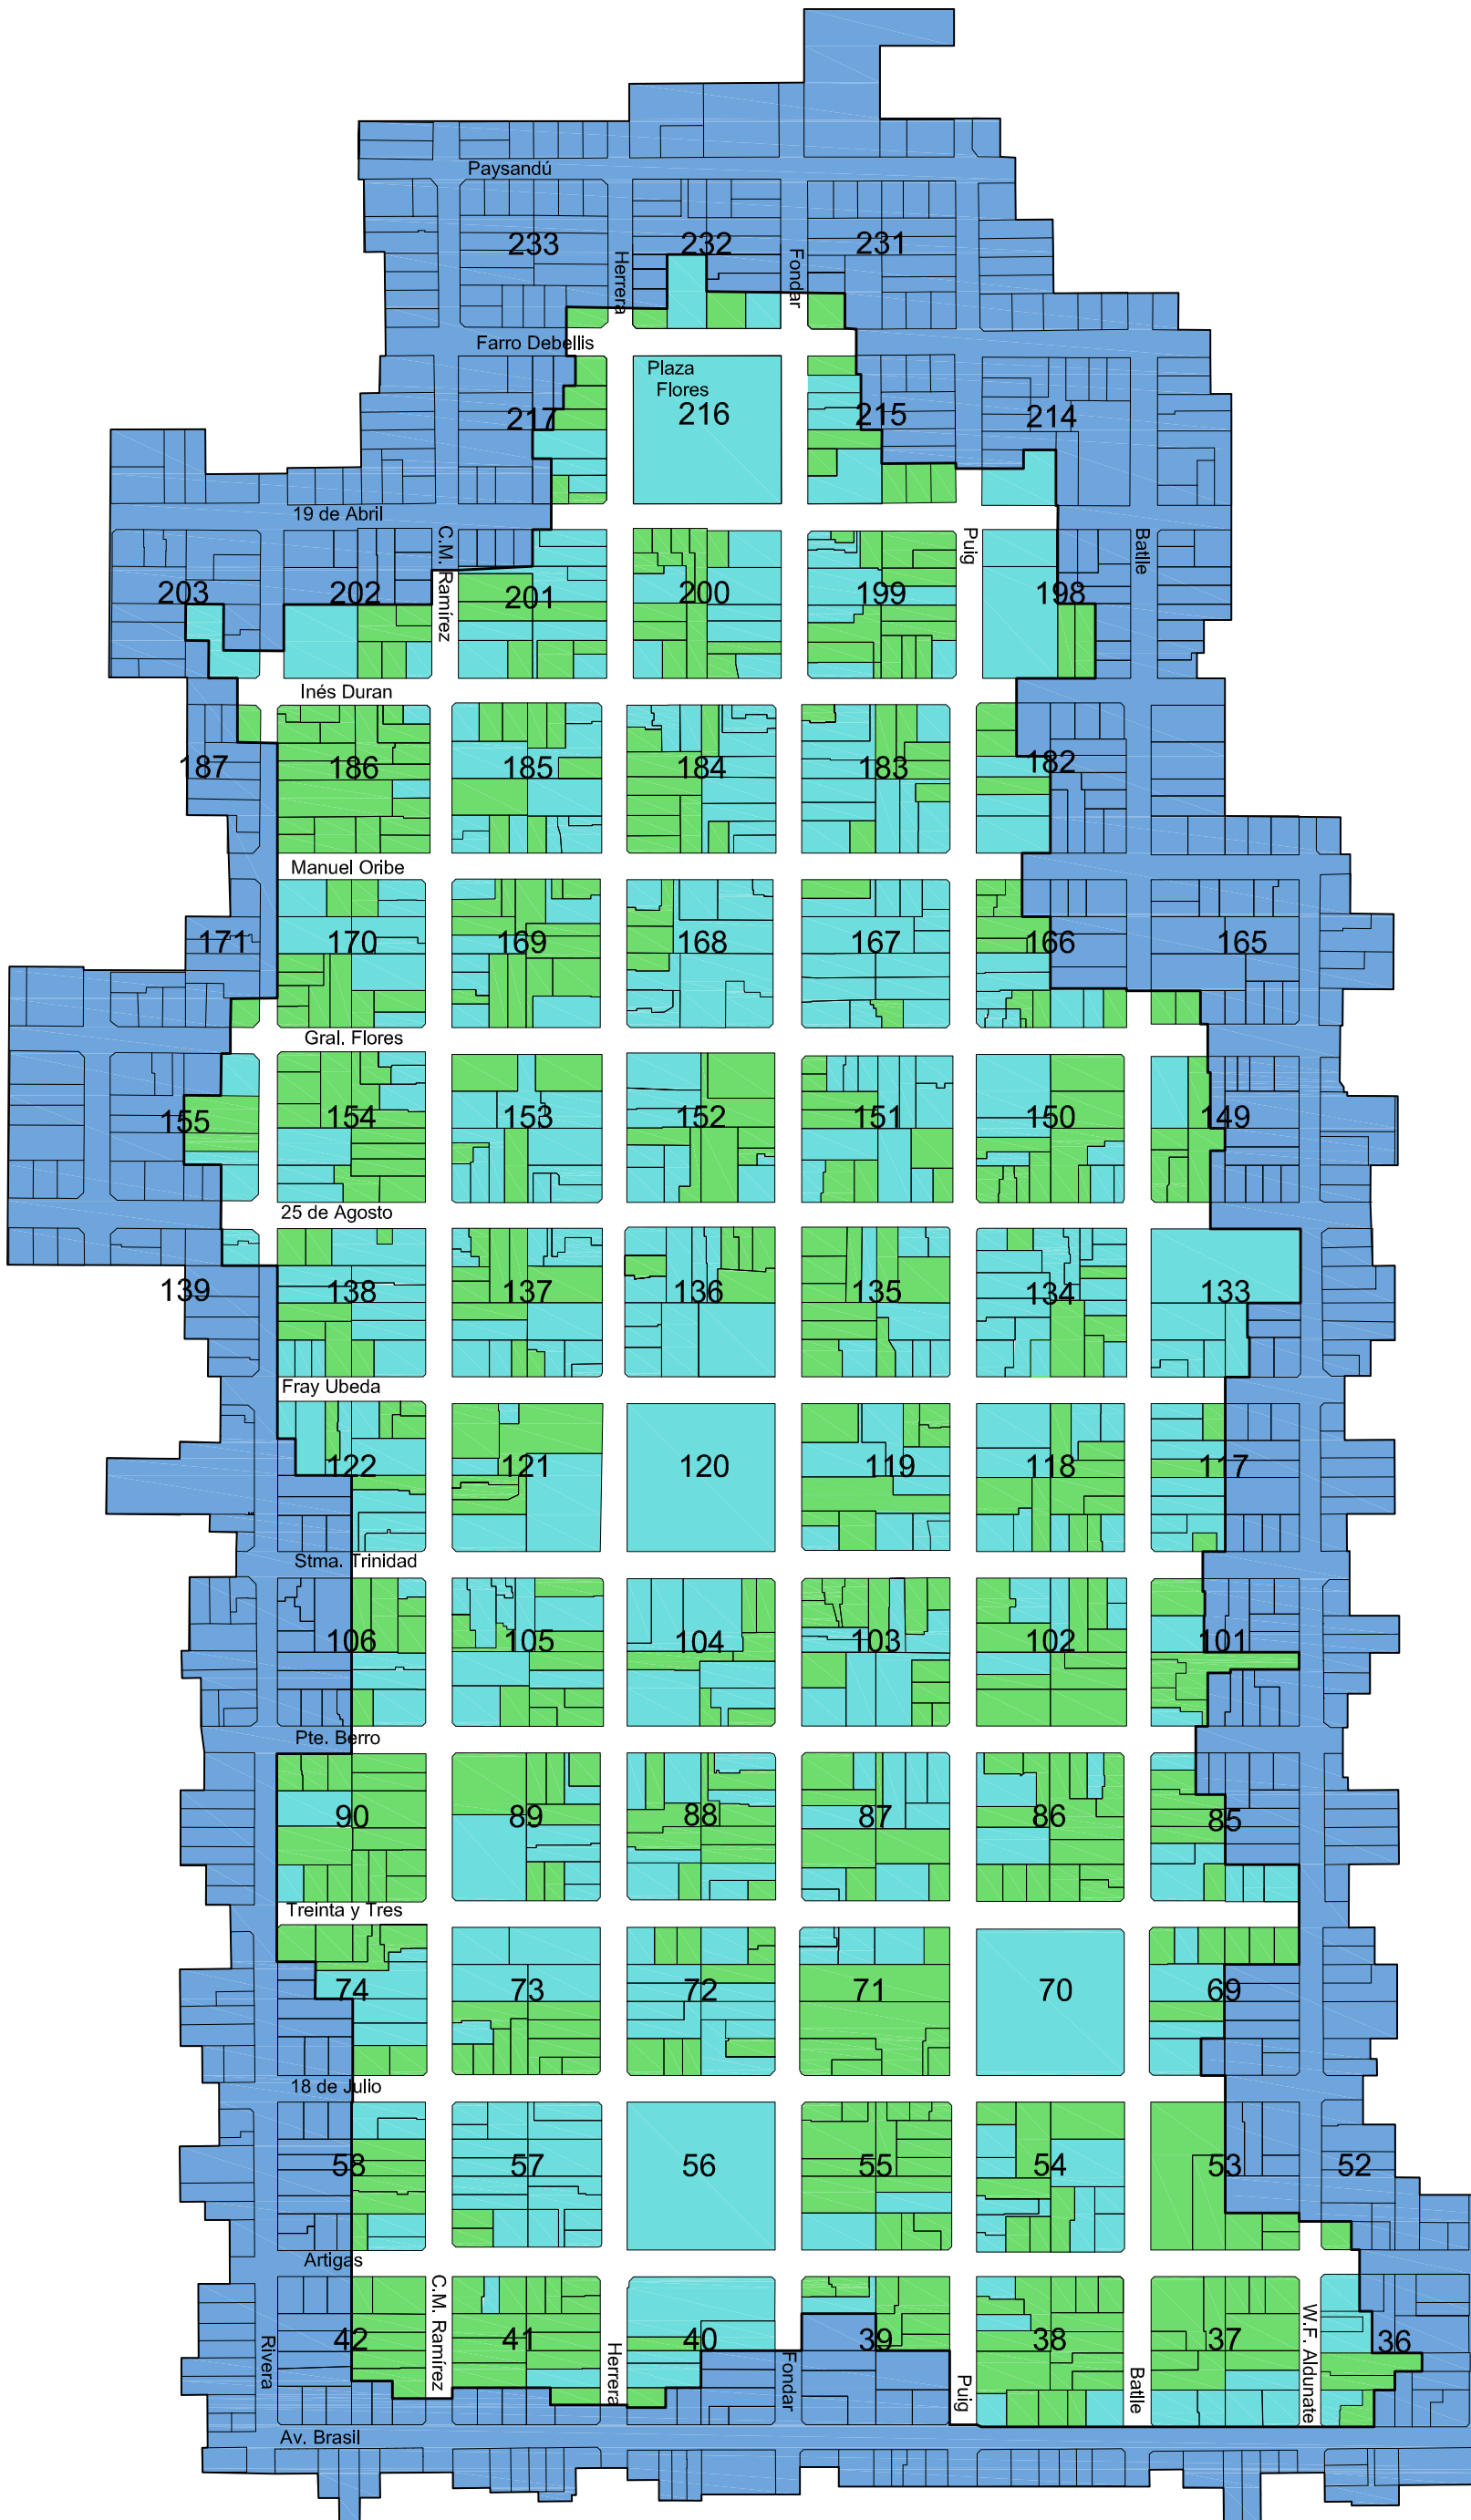 Paysandú
233
232
231
Herrera
Fondar
Farro Debellis
Plaza
Flores
217
216
215
214
19 de Abril
C.M. Ramírez
Puig
Batlle
203
202
201
200
199
198
Inés Duran
187
186
185
184
183
182
Manuel Oribe
171
170
169
168
167
166
165
Gral. Flores
155
154
153
152
151
150
149
25 de Agosto
139
138
137
136
135
134
133
Fray Ubeda
122
121
120
119
118
117
Stma. Trinidad
106
105
104
103
102
101
Pte. Berro
90
89
88
87
86
85
Treinta y Tres
74
73
72
71
70
69
18 de Julio
58
57
56
55
54
53
52
Artigas
42
41
40
39
38
37
36
Rivera
C.M. Ramírez
Herrera
Fondar
Puig
Batlle
W.F. Aldunate
Av. Brasil